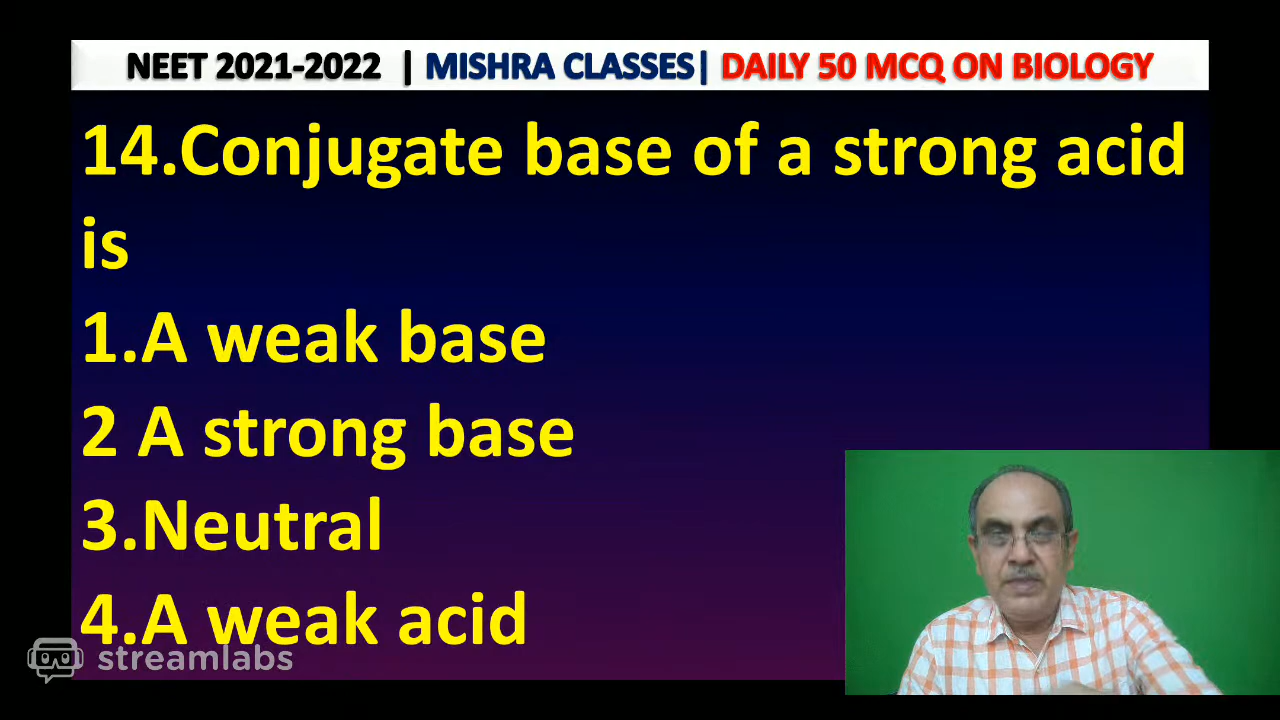 NEET 2021-2022 | MISHRA CLASSES| DAILY 50 MCQ ON BIOLOGY
14.Conjugate base of a strong acid
is
1.A weak base
2 A strong base
3.Neutral
4.A weak acid
streamlabs